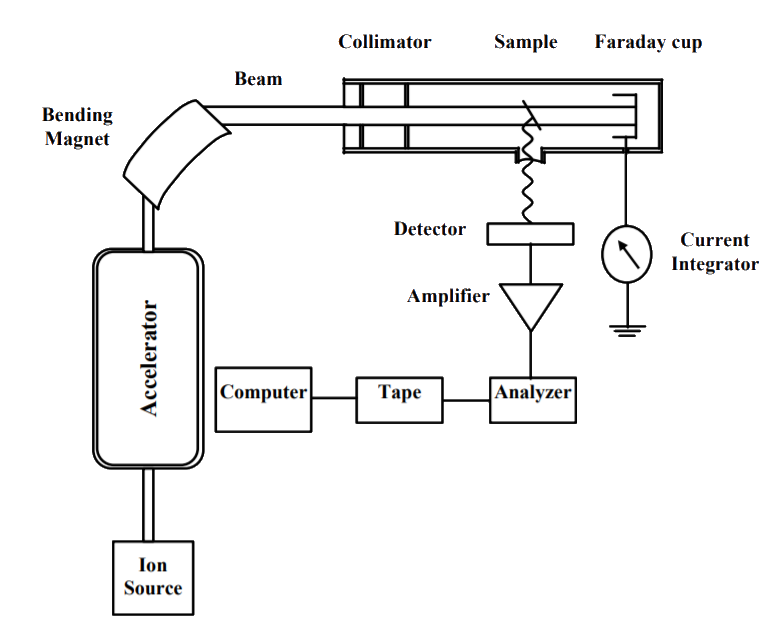 Collimator
Sample
Faraday cup
Beam
Bending
Magnet
Detector
Current
Integrator
Amplifier
Accelerator
Computer
Tape
Analyzer
Ion
Source